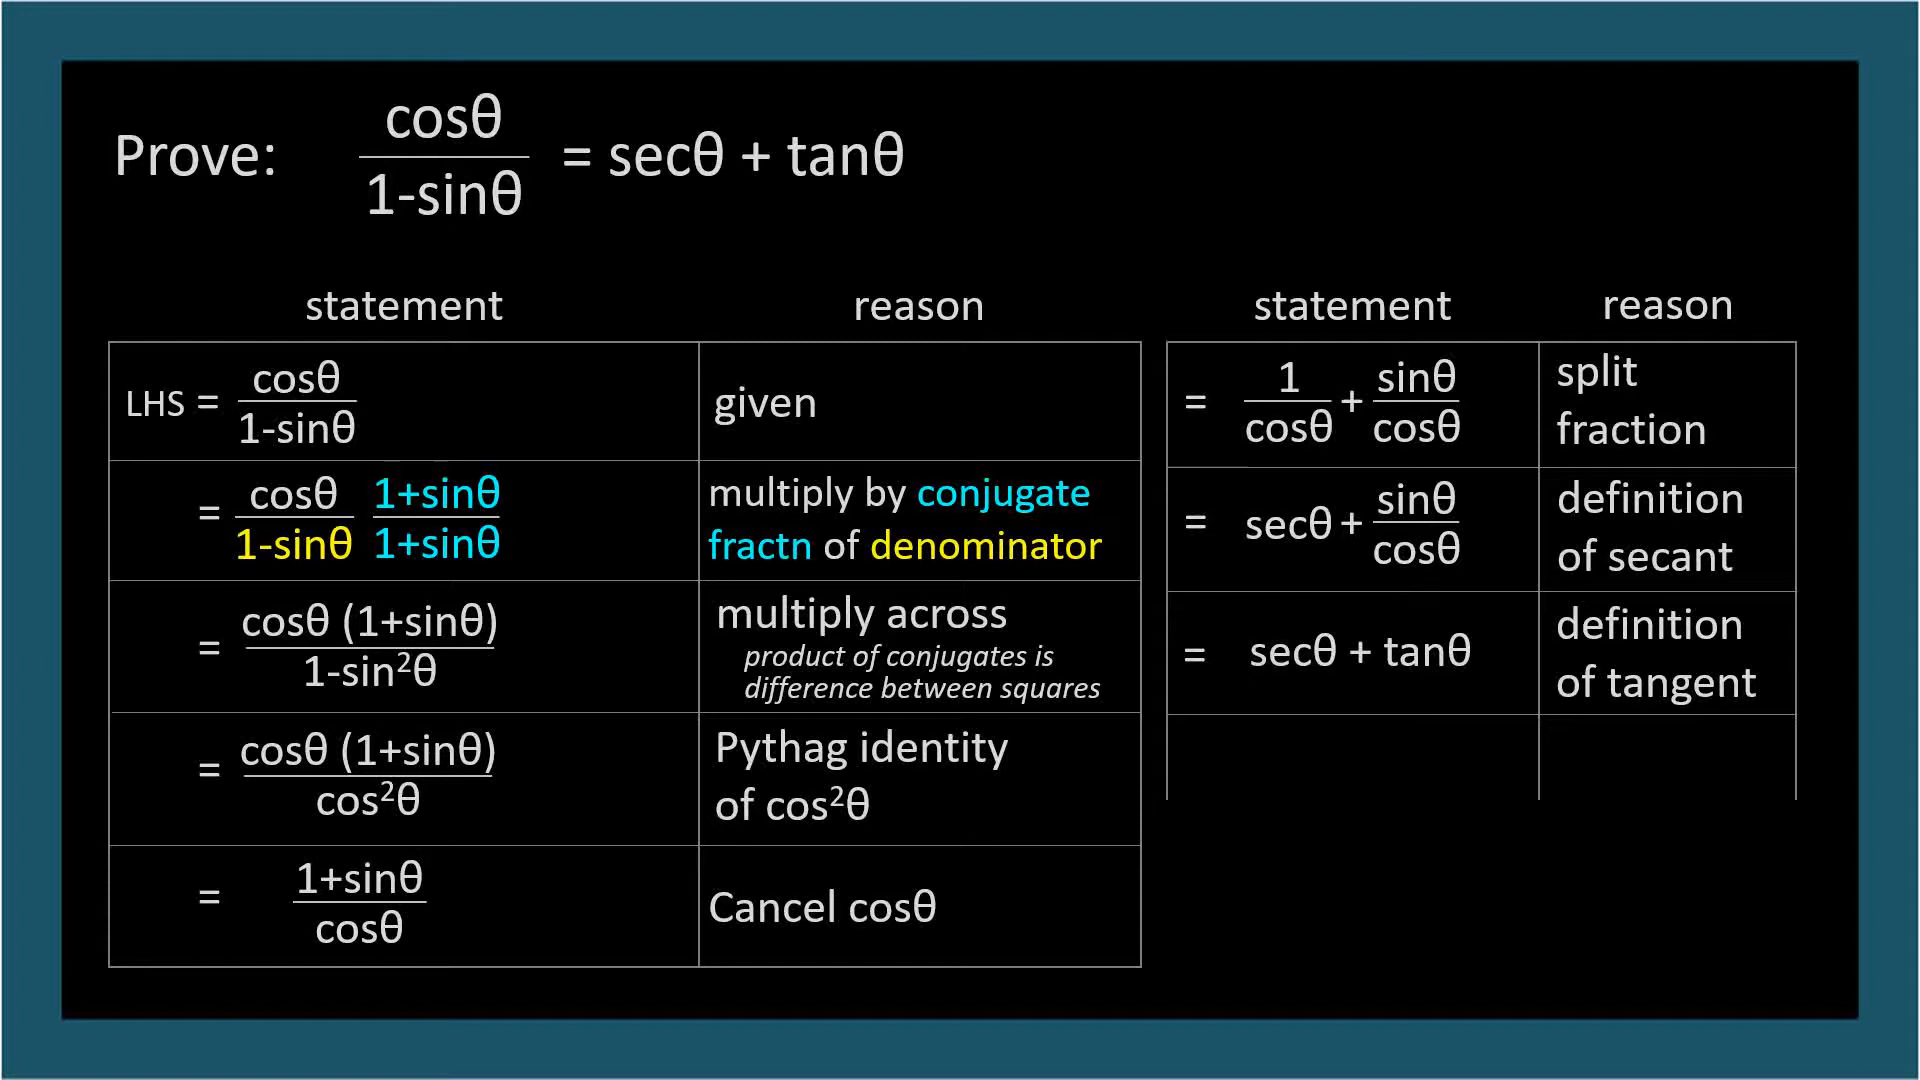 Prove: cosθ / 1-sinθ = secθ + tanθ
statement reason
LHS = cosθ / 1-sinθ given
= cosθ / 1-sinθ 1+sinθ / 1+sinθ multiply by conjugate
fractn of denominator
= cosθ (1+sinθ) / 1-sin²θ multiply across
product of conjugates is
difference between squares
= cosθ (1+sinθ) / cos²θ Pythag identity
of cos²θ
= 1+sinθ / cosθ Cancel cosθ
statement reason
= 1 / cosθ + sinθ / cosθ split
fraction
= secθ + sinθ / cosθ definition
of secant
= secθ + tanθ definition
of tangent